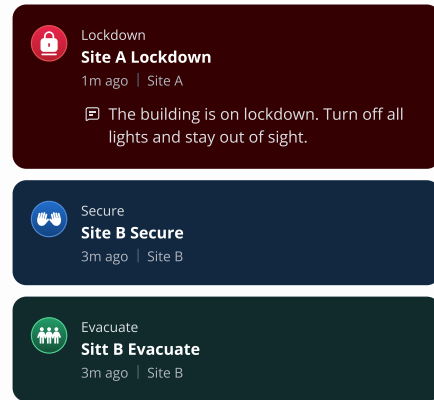 Lockdown
Site A Lockdown
1m ago | Site A
The building is on lockdown. Turn off all
lights and stay out of sight.
Secure
Site B Secure
3m ago | Site B
Evacuate
Sitt B Evacuate
3m ago | Site B